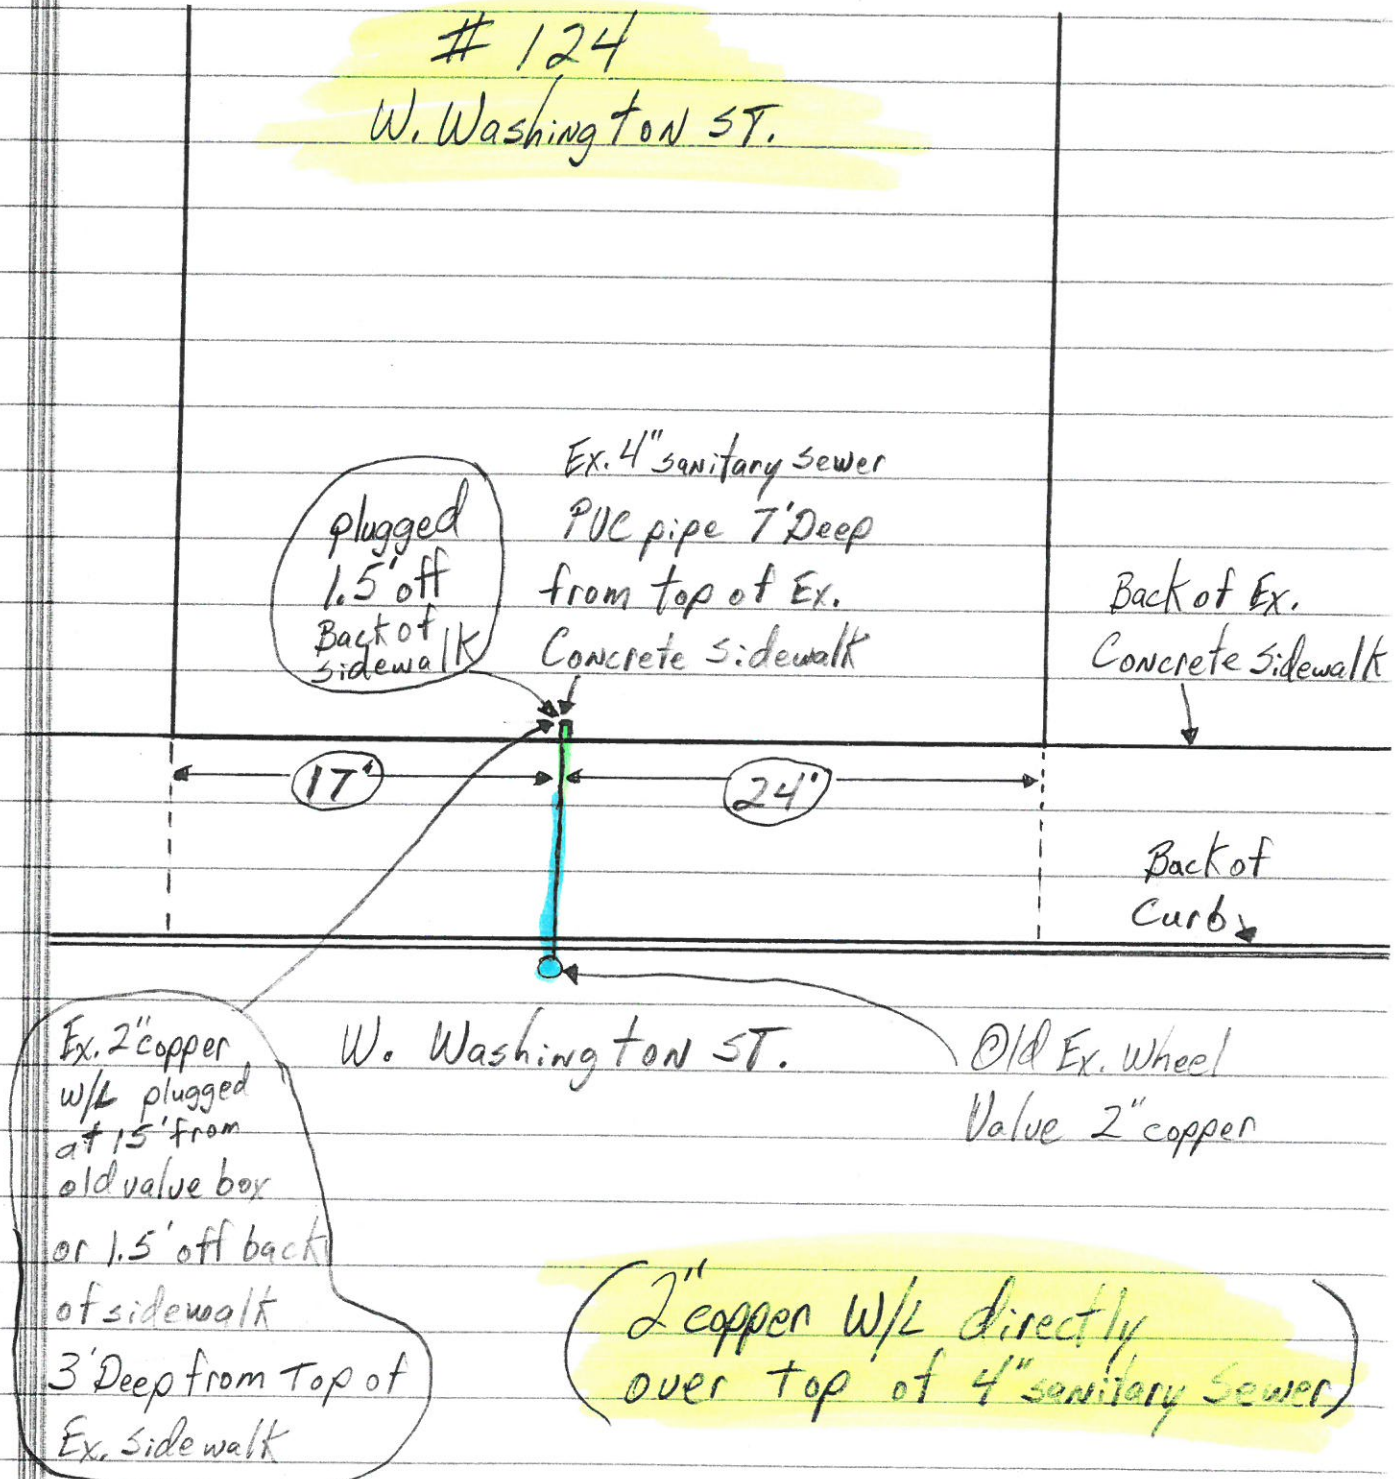 # 124
W. Washington ST.
plugged
1.5' off
Back of
sidewalk
Ex. 4" sanitary sewer
PVC pipe 7' Deep
from top of Ex.
Concrete Sidewalk
Back of Ex.
Concrete Sidewalk
17'
24'
Back of
Curb
Ex. 2" copper
W/L plugged
at 15' from
old value box
or 1.5' off back
of sidewalk
3' Deep from Top of
Ex. Sidewalk
W. Washington ST.
Old Ex. Wheel
Value 2" copper
(2" copper W/L directly
over top of 4" sanitary sewer)